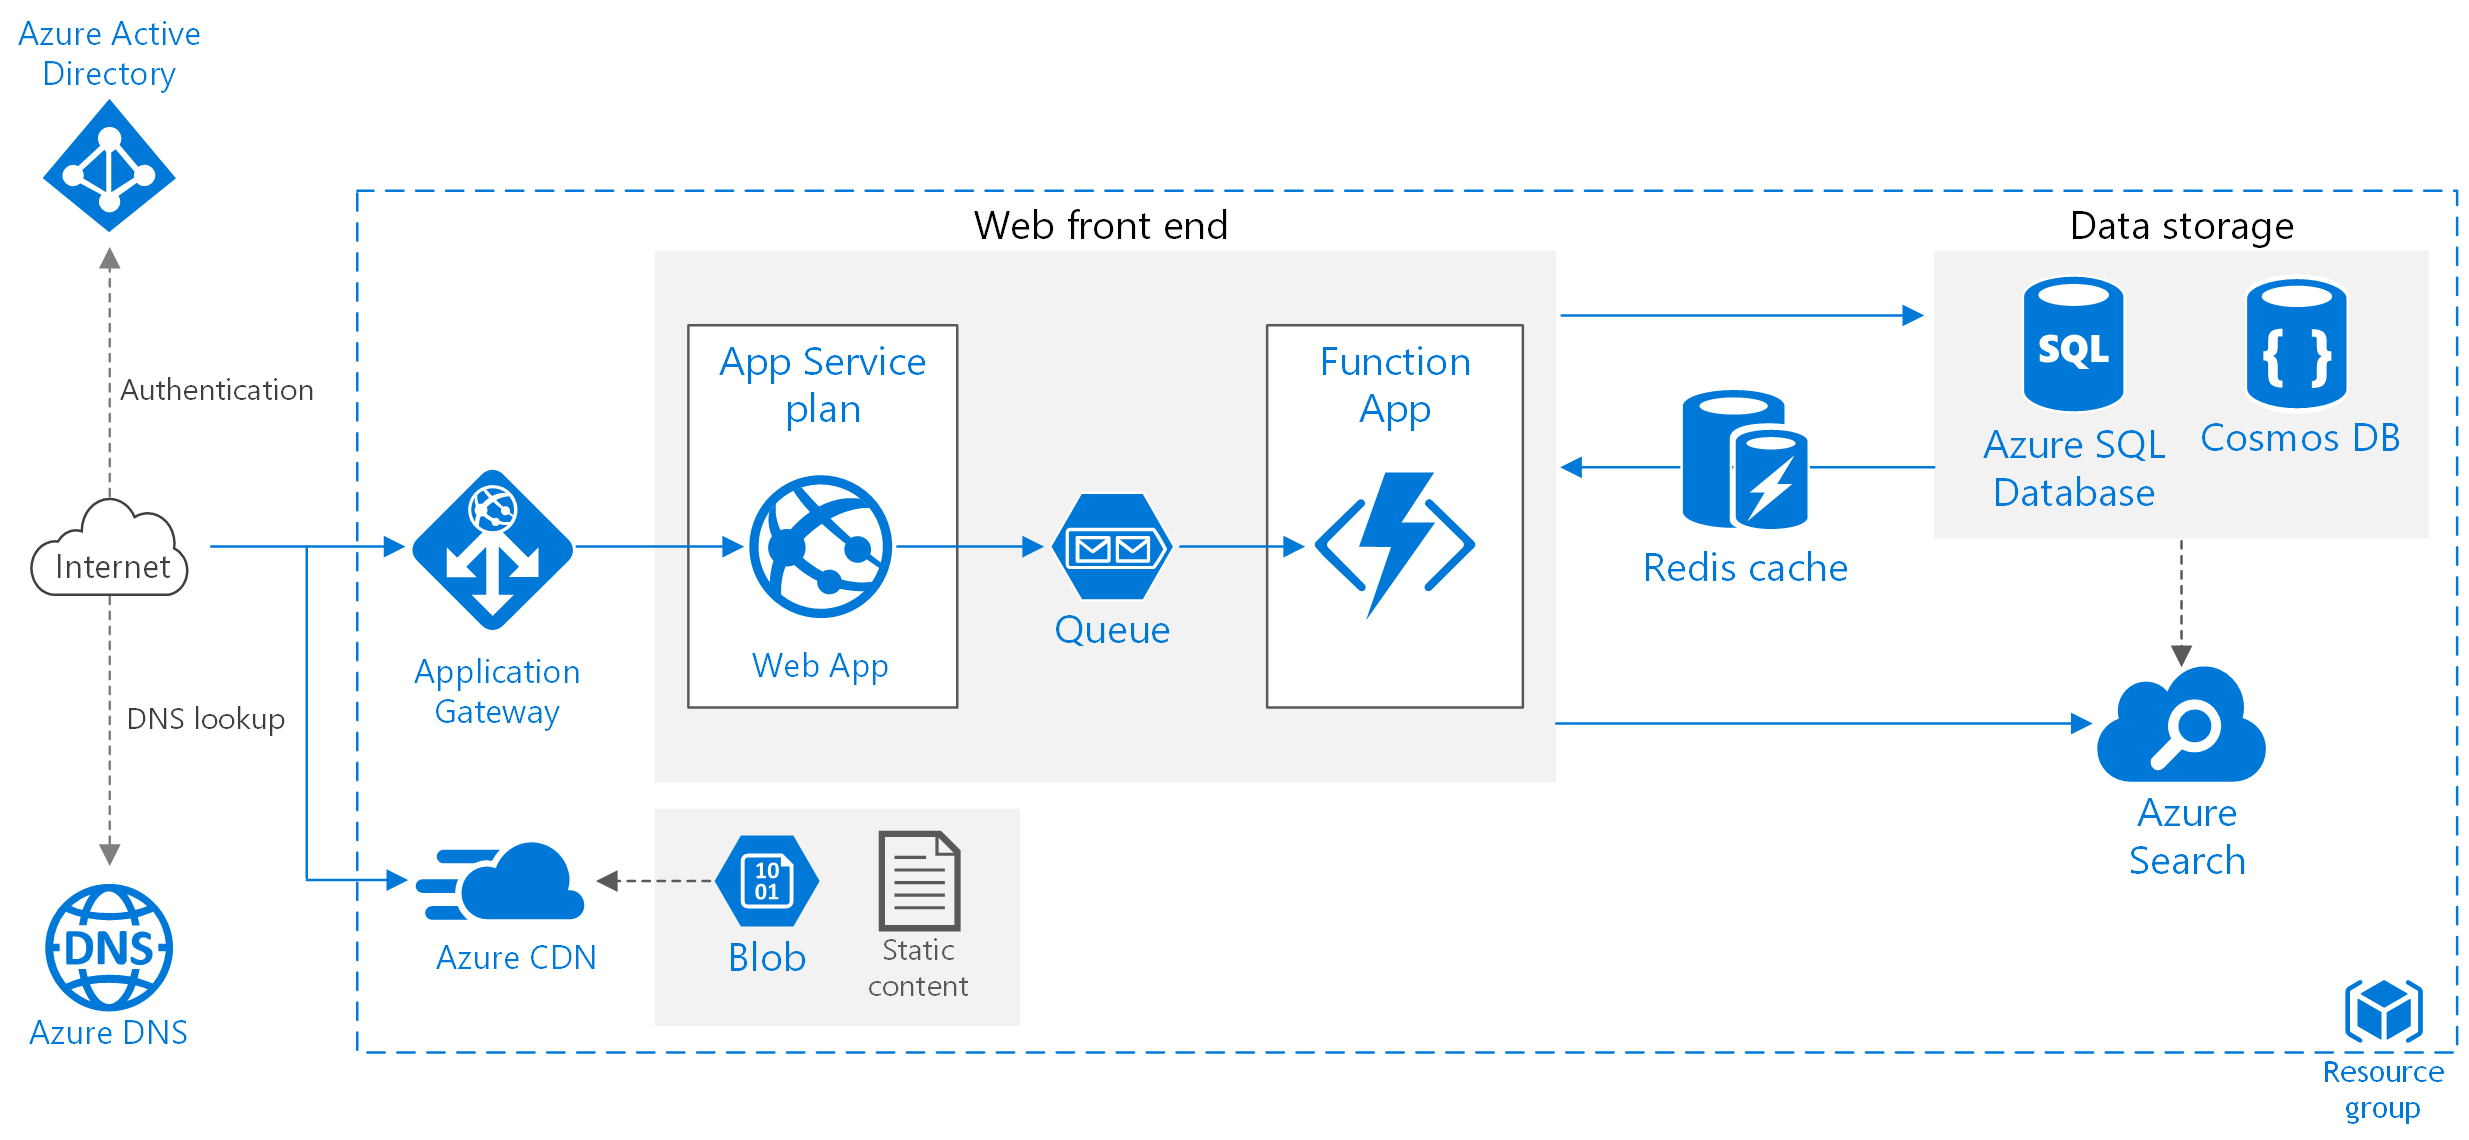 Azure Active
Directory
Authentication
Internet
DNS lookup
DNS
Azure DNS
Application
Gateway
Azure CDN
Web front end
App Service
plan
Web App
Queue
Function
App
10
01
Blob
Static
content
Redis cache
Data storage
SQL
Azure SQL
Database
{ }
Cosmos DB
Azure
Search
Resource
group